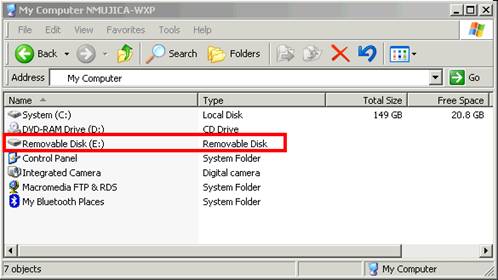 My Computer NMUJICA-WXP
File Edit View Favorites Tools Help
Back Search Folders
Address My Computer Go
Name Type Total Size Free Space
System (C:) Local Disk 149 GB 20.8 GB
DVD-RAM Drive (D:) CD Drive
Removable Disk (E:) Removable Disk
Control Panel System Folder
Integrated Camera Digital camera
Macromedia FTP & RDS System Folder
My Bluetooth Places System Folder
7 objects My Computer